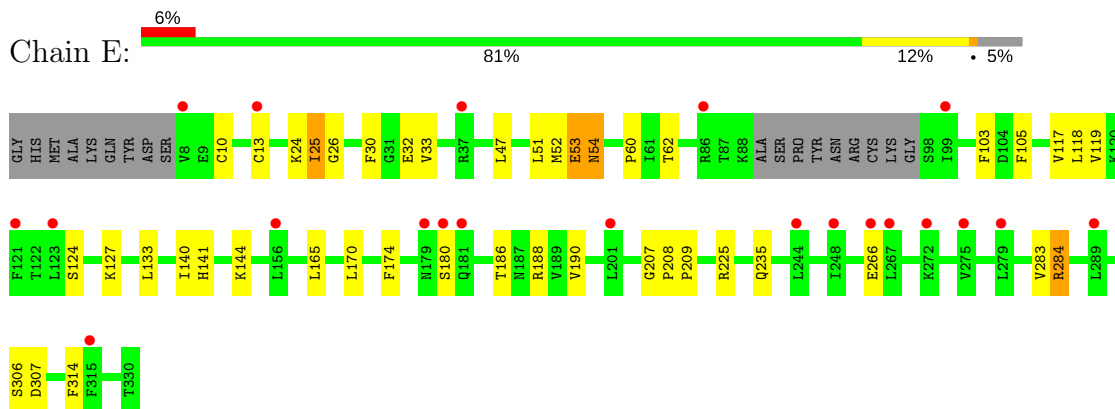 6%
Chain E:
81% 12% • 5%
GLY HIS MET ALA LYS GLN TYR ASP SER V8 E9 C10 C13 K24 I25 G26 F30 G31 E32 V33 R37 L47 L51 M52 E53 N54 P60 I61 T62 R86 T87 K88 ALA SER PRO TYR ASN ARG CYS LYS GLY S98 I99 F103 D104 F105 V117 L118 V119 K120
F121 T122 L123 S124 K127 L133 I140 H141 K144 L156 L165 L170 F174 N179 S180 Q181 T186 N187 R188 V189 V190 L201 G207 P208 P209 R225 Q235 L244 I248 E266 L267 K272 V275 L279 V283 R284 L289
S306 D307 F314 F315 T330